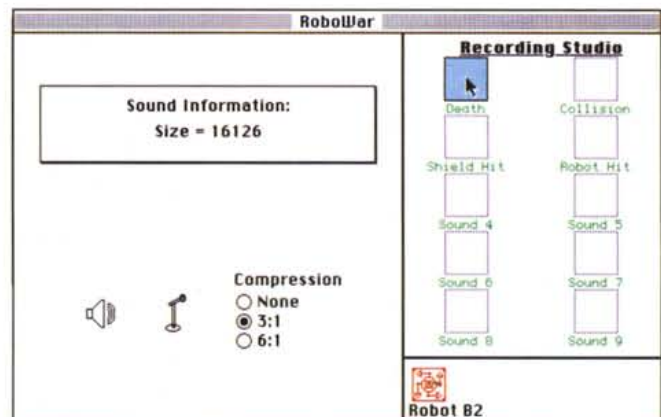 RoboWar
Sound Information:
Size = 16126
Compression
None
3:1
6:1
Recording Studio
Death Collision
Shield Hit Robot Hit
Sound 4 Sound 5
Sound 6 Sound 7
Sound 8 Sound 9
Robot B2